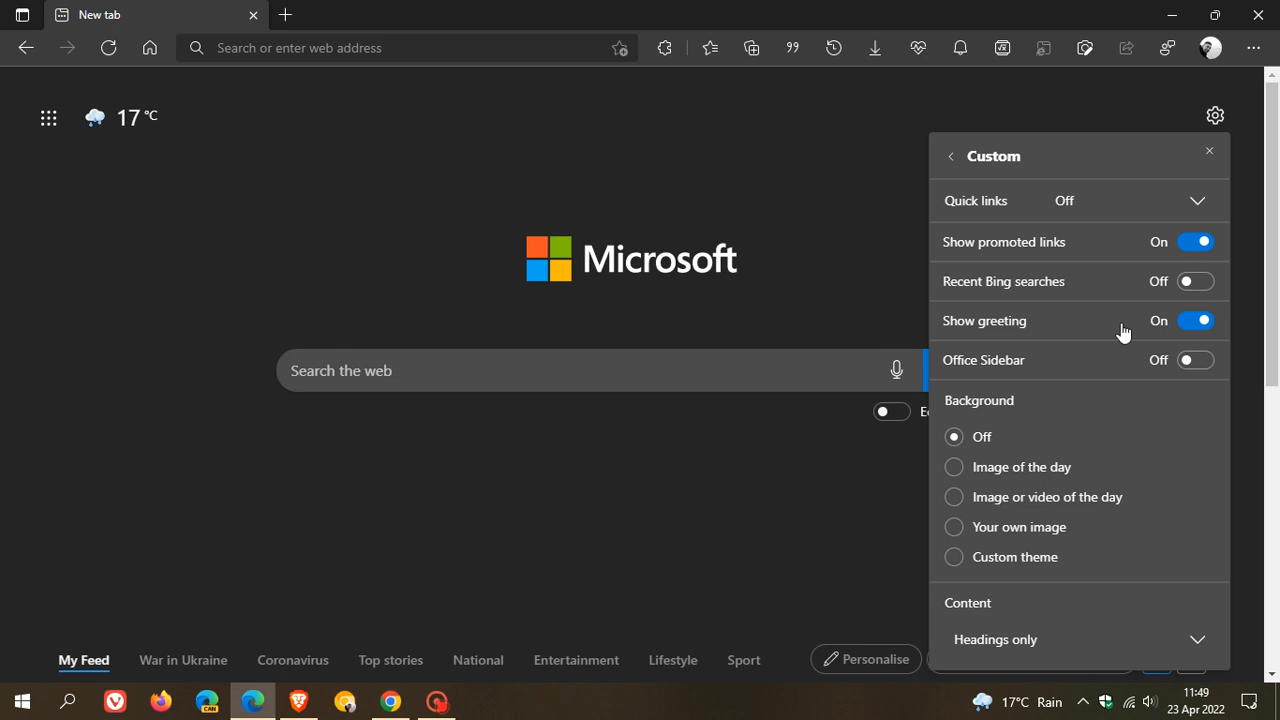 New tab
Search or enter web address
17 °C
Custom
Quick links Off
Show promoted links On
Recent Bing searches Off
Show greeting On
Office Sidebar Off
Background
Off
Image of the day
Image or video of the day
Your own image
Custom theme
Content
Headings only
Microsoft
Search the web
My Feed War in Ukraine Coronavirus Top stories National Entertainment Lifestyle Sport Personalise
CAN
17°C Rain
11:49
23 Apr 2022